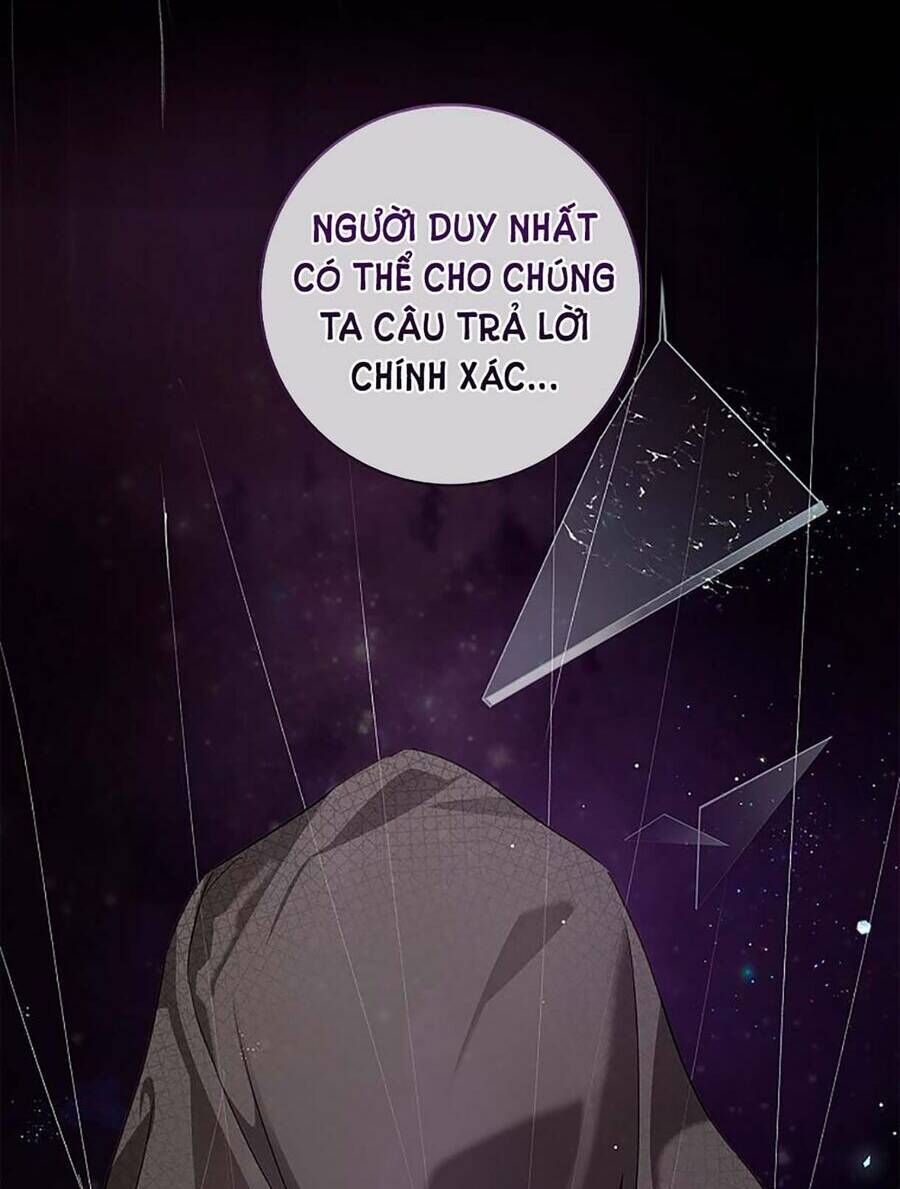 NGƯỜI DUY NHẤT
CÓ THỂ CHO CHÚNG
TA CÂU TRẢ LỜI
CHÍNH XÁC...